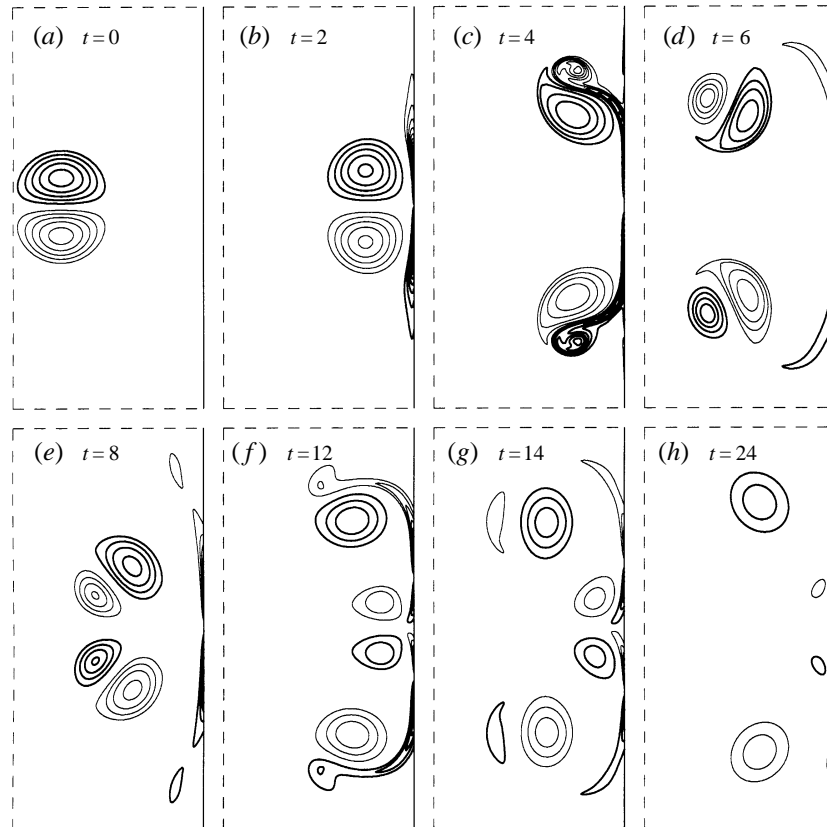 (a) t=0
(b) t=2
(c) t=4
(d) t=6
(e) t=8
(f) t=12
(g) t=14
(h) t=24